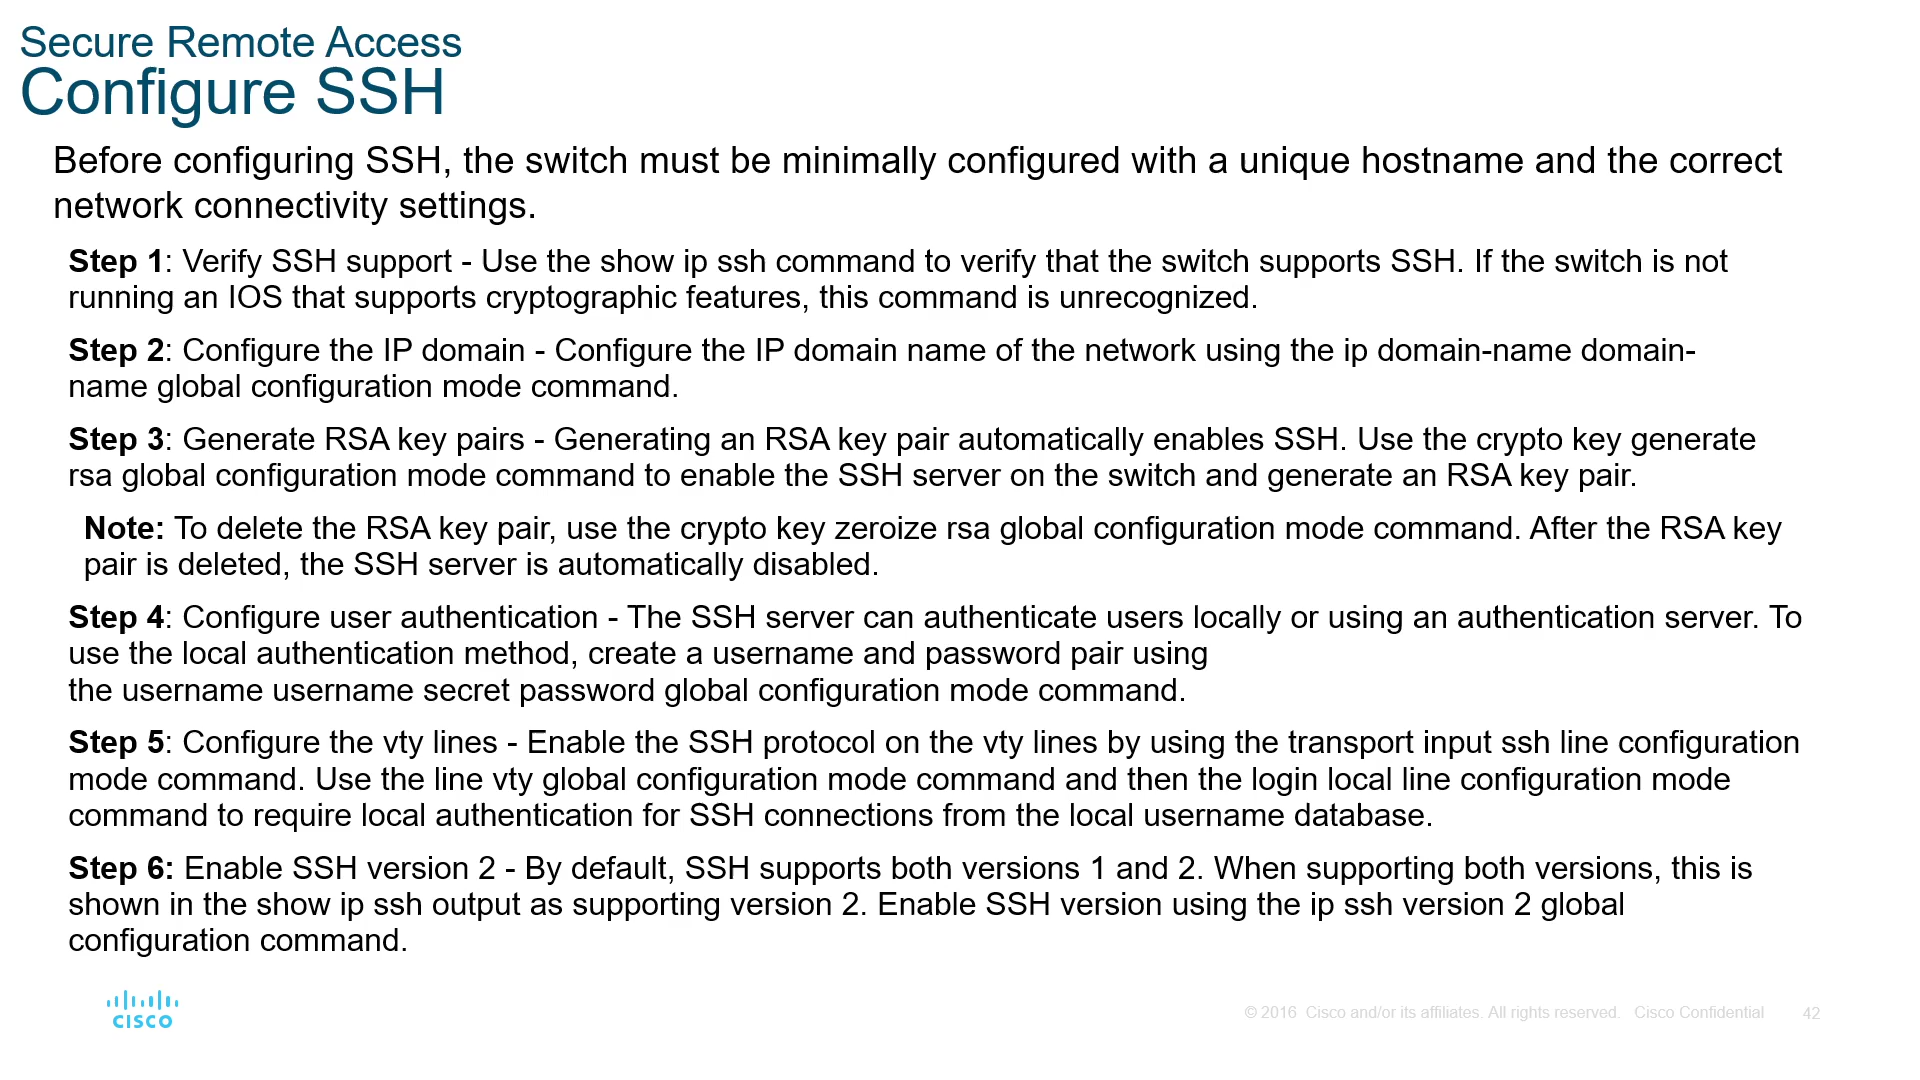 Secure Remote Access
Configure SSH
Before configuring SSH, the switch must be minimally configured with a unique hostname and the correct
network connectivity settings.
Step 1: Verify SSH support - Use the show ip ssh command to verify that the switch supports SSH. If the switch is not
running an IOS that supports cryptographic features, this command is unrecognized.
Step 2: Configure the IP domain - Configure the IP domain name of the network using the ip domain-name domain-
name global configuration mode command.
Step 3: Generate RSA key pairs - Generating an RSA key pair automatically enables SSH. Use the crypto key generate
rsa global configuration mode command to enable the SSH server on the switch and generate an RSA key pair.
Note: To delete the RSA key pair, use the crypto key zeroize rsa global configuration mode command. After the RSA key
pair is deleted, the SSH server is automatically disabled.
Step 4: Configure user authentication - The SSH server can authenticate users locally or using an authentication server. To
use the local authentication method, create a username and password pair using
the username username secret password global configuration mode command.
Step 5: Configure the vty lines - Enable the SSH protocol on the vty lines by using the transport input ssh line configuration
mode command. Use the line vty global configuration mode command and then the login local line configuration mode
command to require local authentication for SSH connections from the local username database.
Step 6: Enable SSH version 2 - By default, SSH supports both versions 1 and 2. When supporting both versions, this is
shown in the show ip ssh output as supporting version 2. Enable SSH version using the ip ssh version 2 global
configuration command.
CISCO
© 2016 Cisco and/or its affiliates. All rights reserved. Cisco Confidential 42